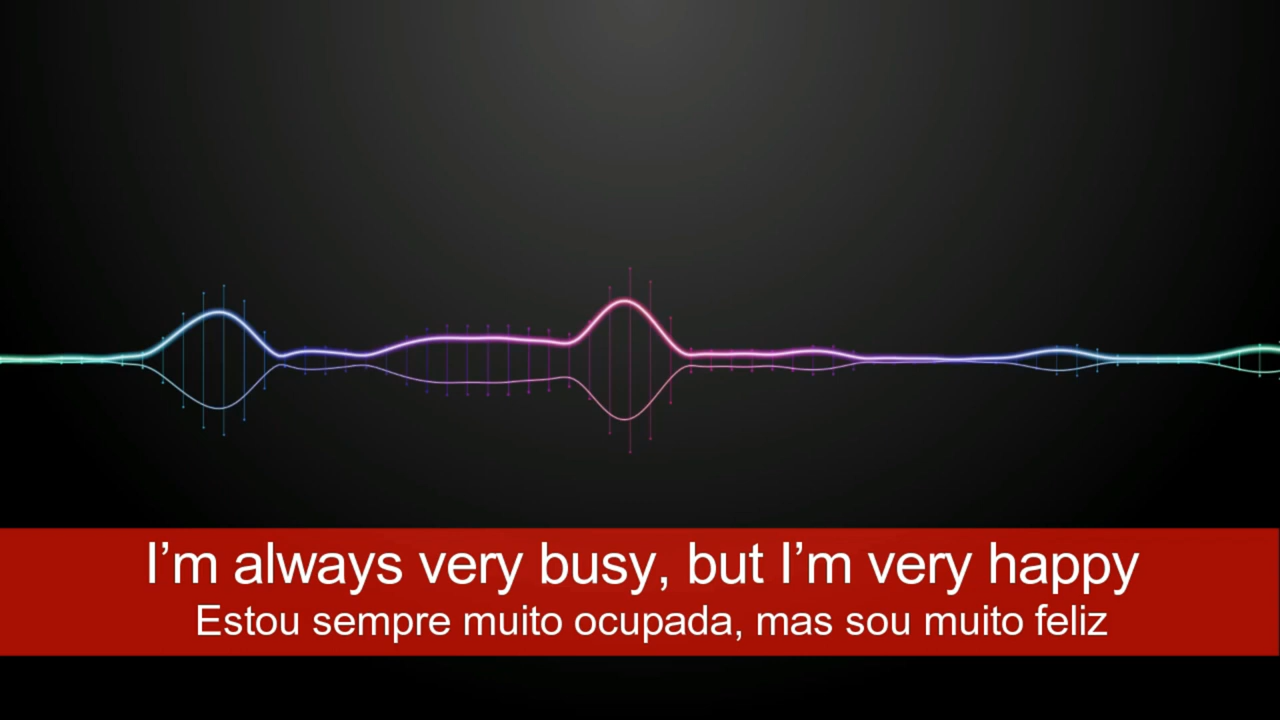 I’m always very busy, but I’m very happy
Estou sempre muito ocupada, mas sou muito feliz